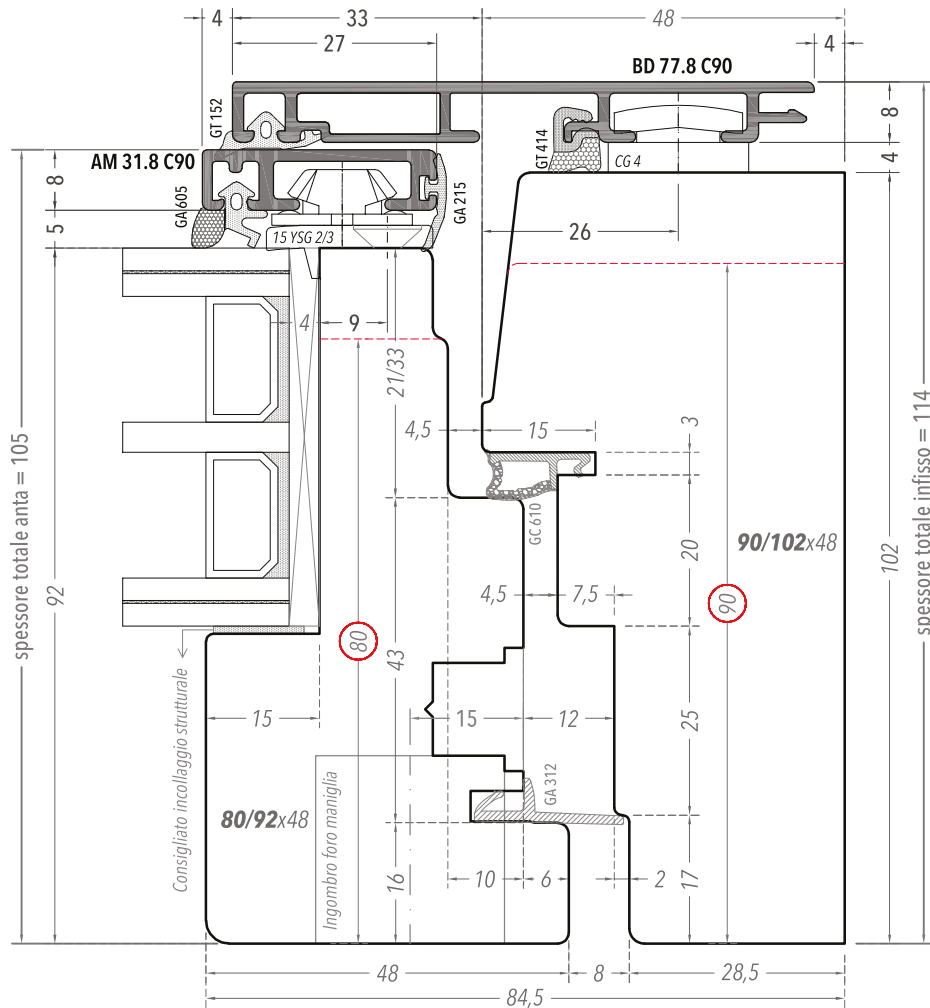 4
33
48
27
4
BD 77.8 C90
GT 152
8
GT 414
CG 4
4
AM 31.8 C90
8
GA 605
GA 215
5
15 YSG 2/3
26
4
9
21/33
4,5
15
3
GC 610
90/102x48
20
102
spessore totale anta = 105
92
spessore totale infisso = 114
4,5
7,5
90
80
43
Consigliato incollaggio strutturale
15
15
12
25
GA 312
80/92x48
Ingombro foro maniglia
16
10
6
2
17
48
8
28,5
84,5